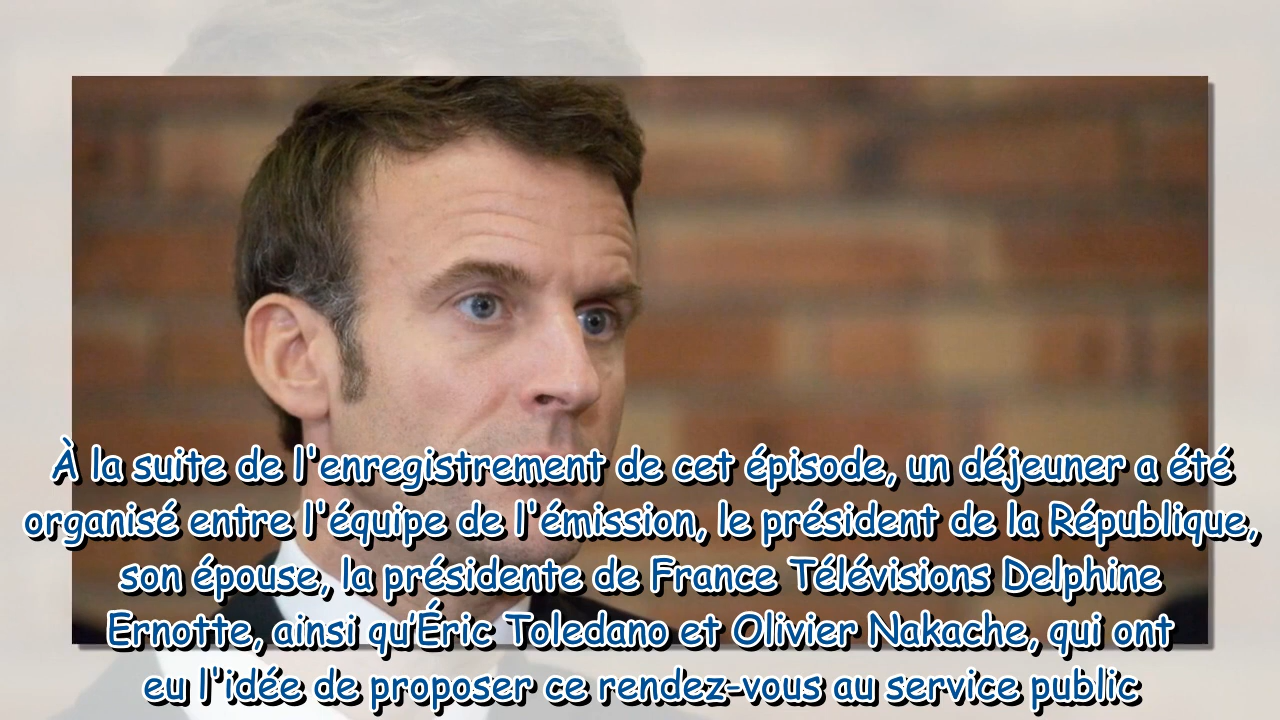 À la suite de l'enregistrement de cet épisode, un déjeuner a été
organisé entre l'équipe de l'émission, le président de la République,
son épouse, la présidente de France Télévisions Delphine
Ernotte, ainsi qu’Éric Toledano et Olivier Nakache, qui ont
eu l'idée de proposer ce rendez-vous au service public